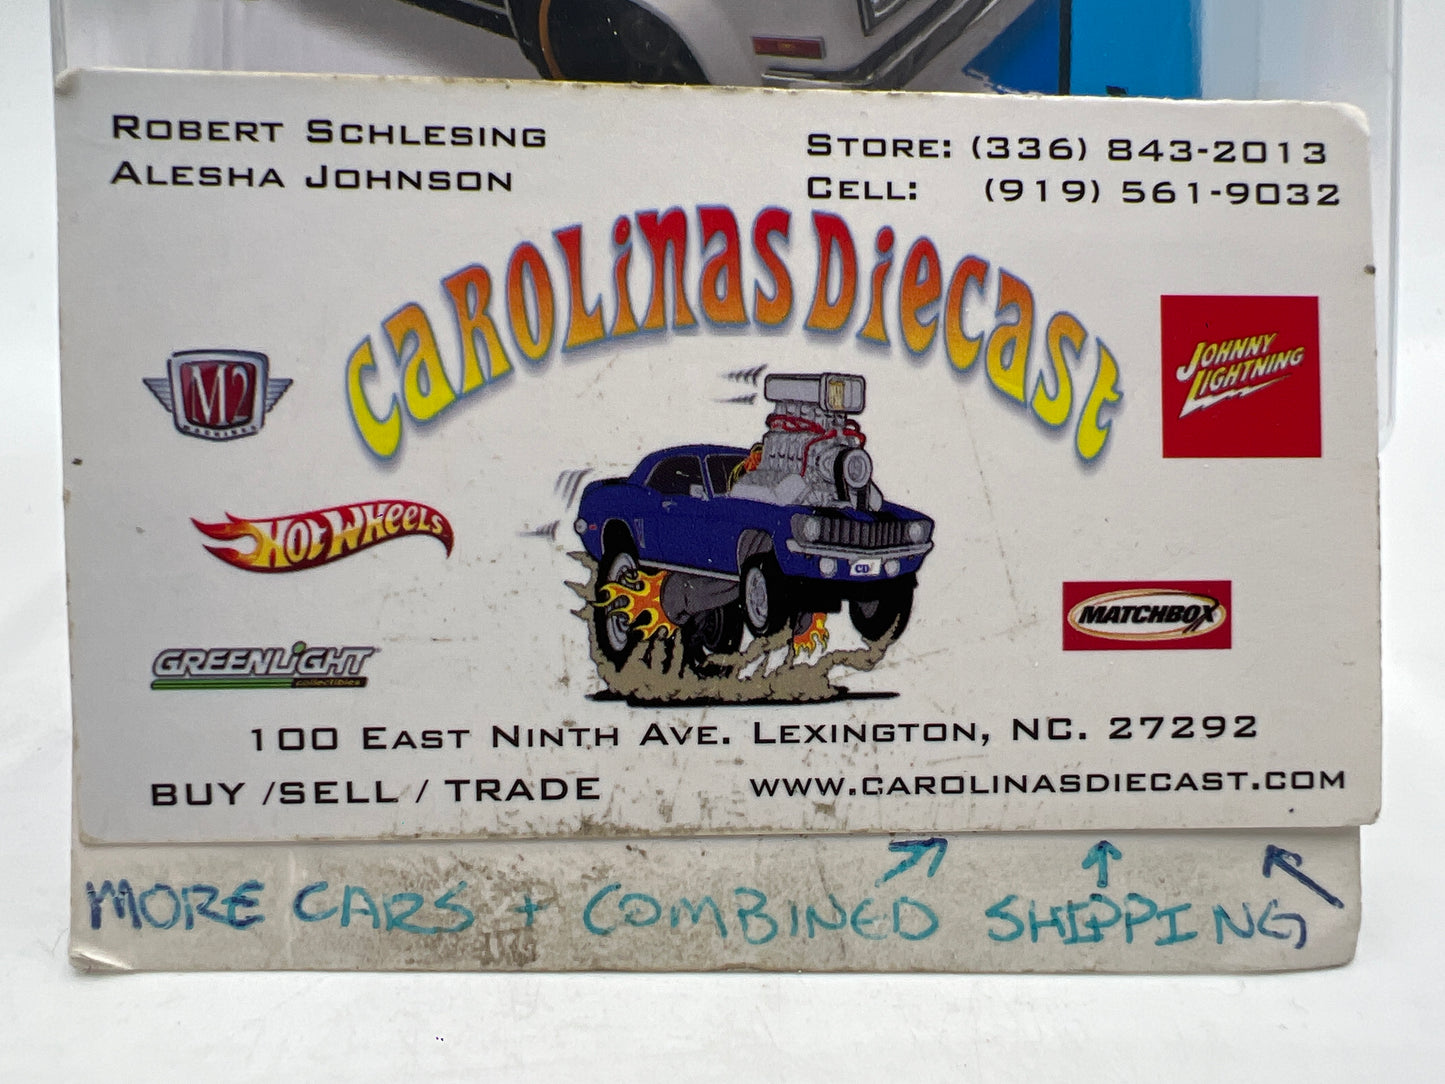 ROBERT SCHLESING
ALESHA JOHNSON
STORE: (336) 843-2013
CELL: (919) 561-9032
CAROLINAS DIECAST
M2
MACHINES
JOHNNY
LIGHTNING
HOT WHEELS
CD
MATCHBOX
GREENLIGHT
collectibles
100 EAST NINTH AVE. LEXINGTON, NC. 27292
BUY /SELL / TRADE
WWW.CAROLINASDIECAST.COM
MORE CARS + COMBINED SHIPPING